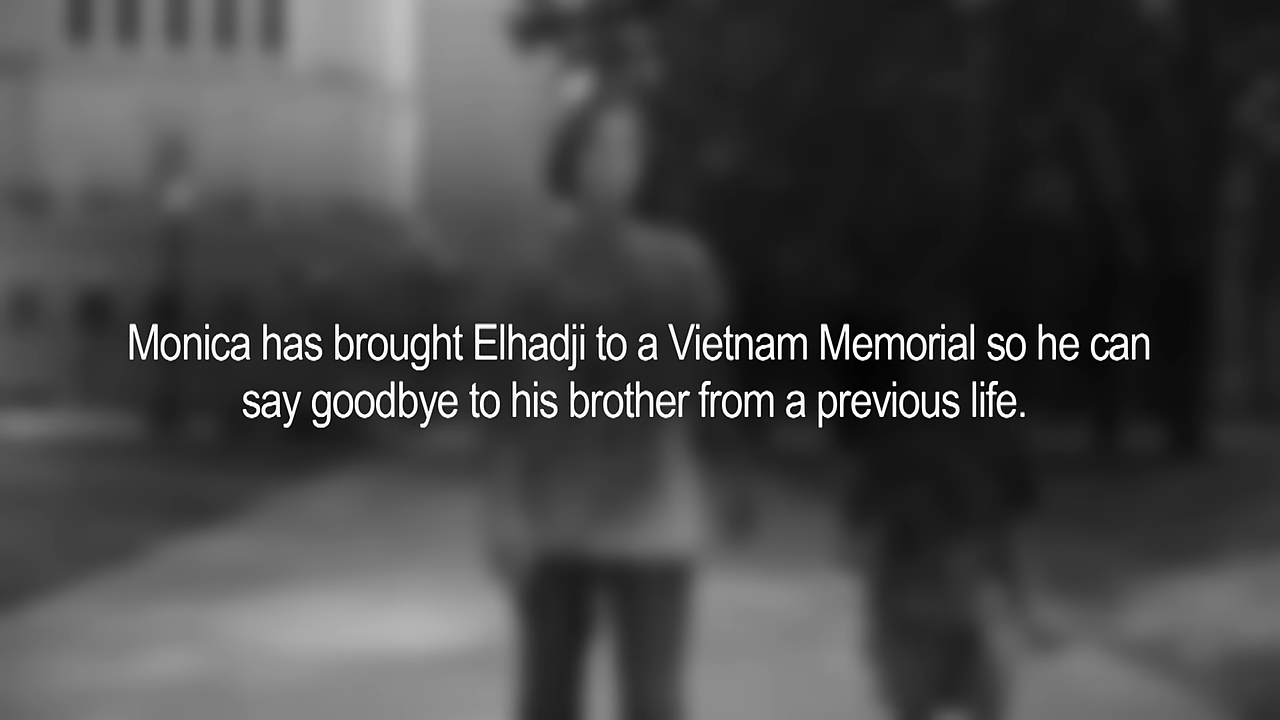 Monica has brought Elhadji to a Vietnam Memorial so he can
say goodbye to his brother from a previous life.